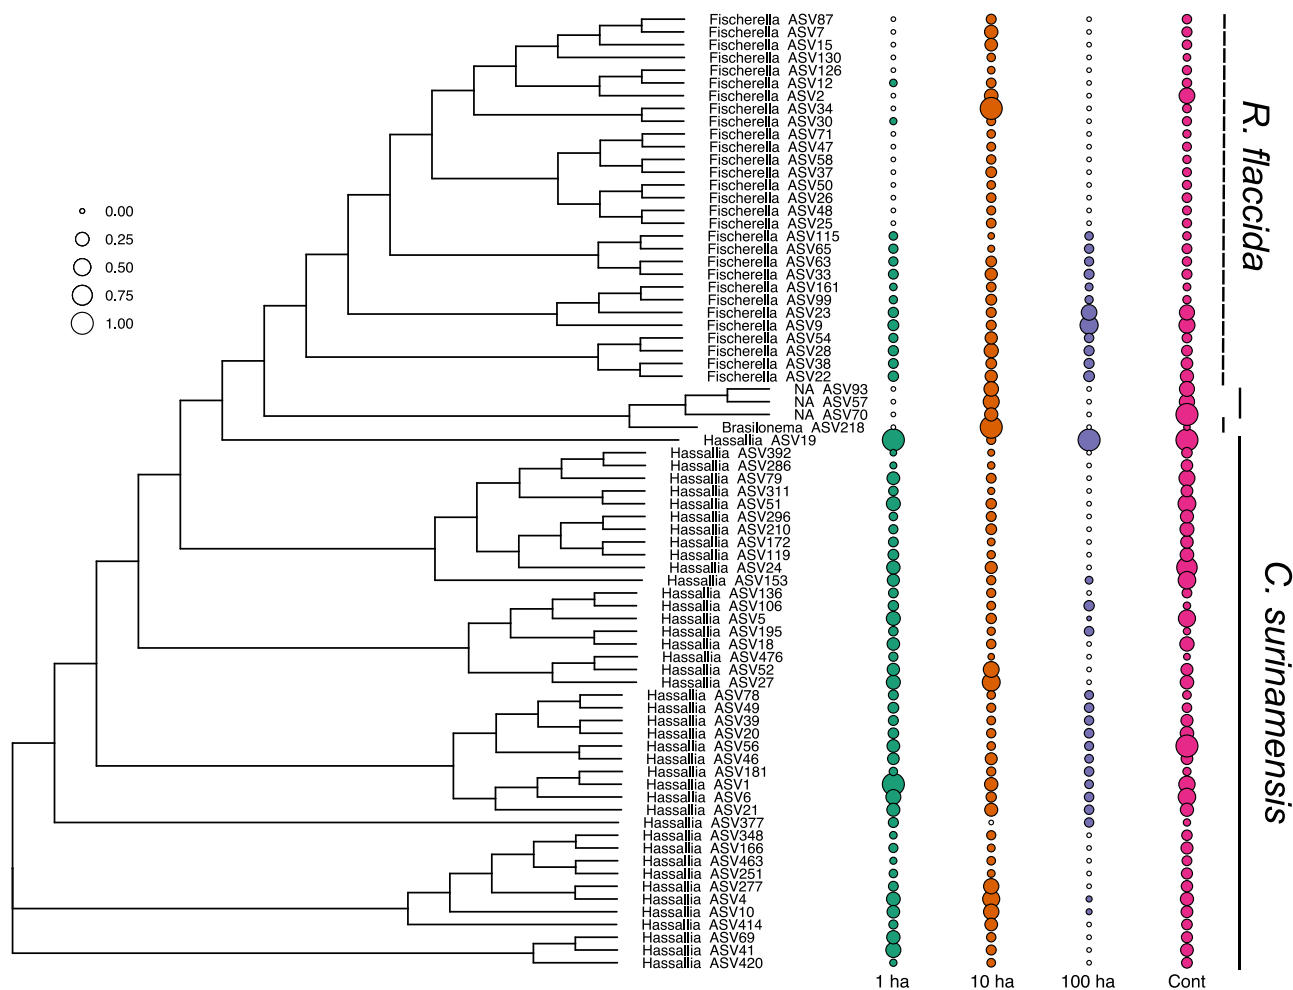 Fischerella ASV87
Fischerella ASV7
Fischerella ASV15
Fischerella ASV130
Fischerella ASV126
Fischerella ASV12
Fischerella ASV2
Fischerella ASV34
Fischerella ASV30
Fischerella ASV71
Fischerella ASV47
Fischerella ASV58
Fischerella ASV37
Fischerella ASV50
Fischerella ASV26
Fischerella ASV48
Fischerella ASV25
Fischerella ASV115
Fischerella ASV65
Fischerella ASV63
Fischerella ASV33
Fischerella ASV161
Fischerella ASV99
Fischerella ASV23
Fischerella ASV9
Fischerella ASV54
Fischerella ASV28
Fischerella ASV38
Fischerella ASV22
NA ASV93
NA ASV57
NA ASV70
Brasilonema ASV218
Hassallia ASV19
Hassallia ASV392
Hassallia ASV286
Hassallia ASV79
Hassallia ASV311
Hassallia ASV51
Hassallia ASV296
Hassallia ASV210
Hassallia ASV172
Hassallia ASV119
Hassallia ASV24
Hassallia ASV153
Hassallia ASV136
Hassallia ASV106
Hassallia ASV5
Hassallia ASV195
Hassallia ASV18
Hassallia ASV476
Hassallia ASV52
Hassallia ASV27
Hassallia ASV78
Hassallia ASV49
Hassallia ASV39
Hassallia ASV20
Hassallia ASV56
Hassallia ASV46
Hassallia ASV181
Hassallia ASV1
Hassallia ASV6
Hassallia ASV21
Hassallia ASV377
Hassallia ASV348
Hassallia ASV166
Hassallia ASV463
Hassallia ASV251
Hassallia ASV277
Hassallia ASV4
Hassallia ASV10
Hassallia ASV414
Hassallia ASV69
Hassallia ASV41
Hassallia ASV420
0.00
0.25
0.50
0.75
1.00
R. flaccida
C. surinamensis
1 ha 10 ha 100 ha Cont